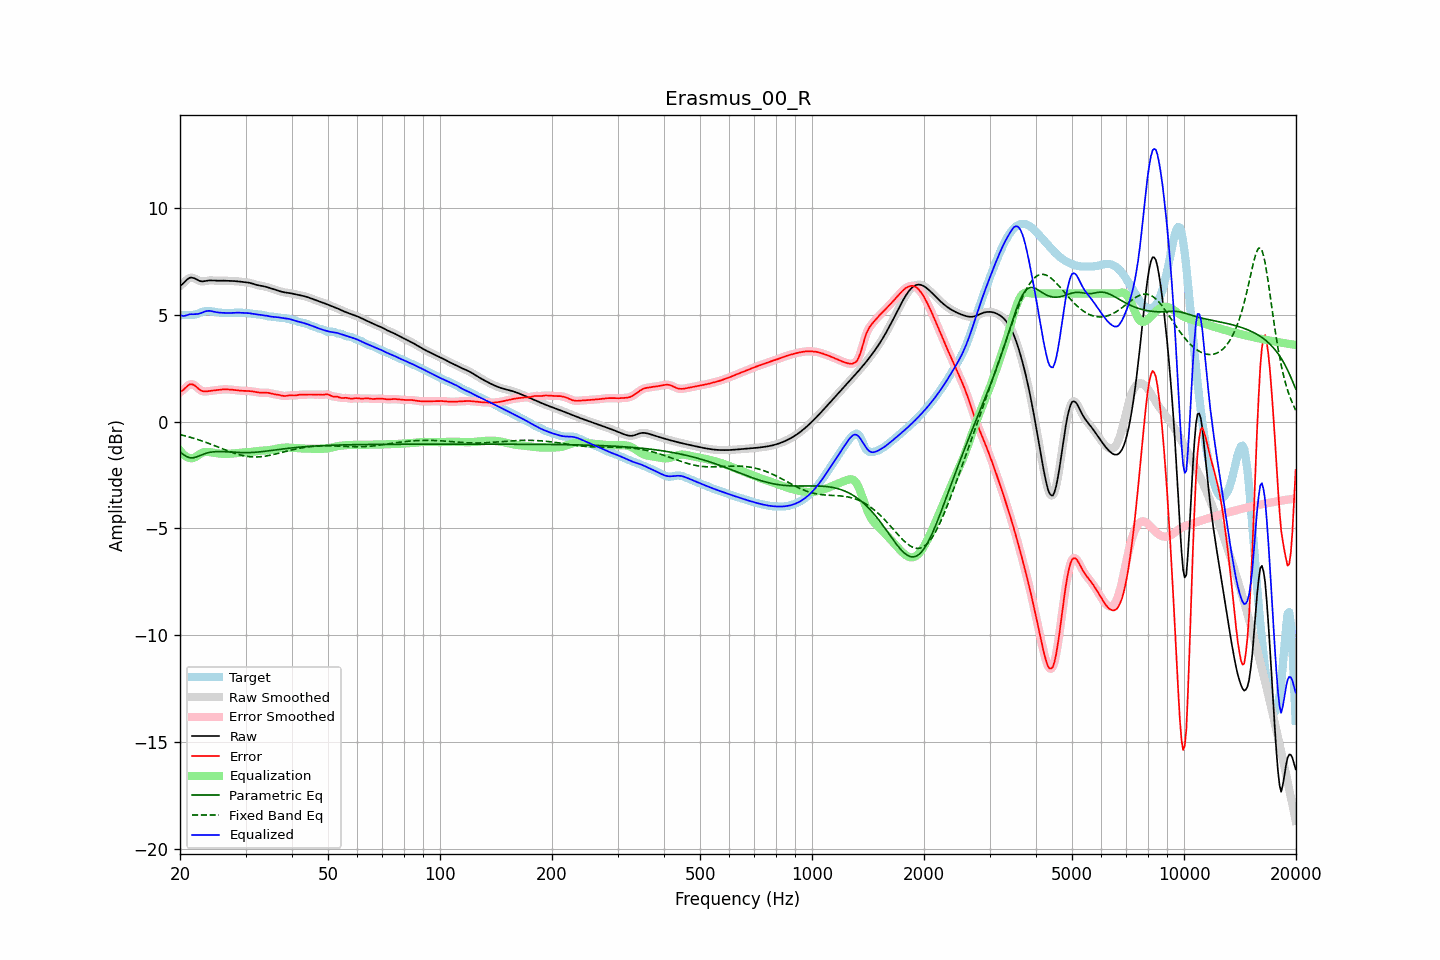 Erasmus_00_R
Amplitude (dBr)
10
5
0
−5
−10
−15
−20
Target
Raw Smoothed
Error Smoothed
Raw
Error
Equalization
Parametric Eq
Fixed Band Eq
Equalized
20 50 100 200 500 1000 2000 5000 10000 20000
Frequency (Hz)